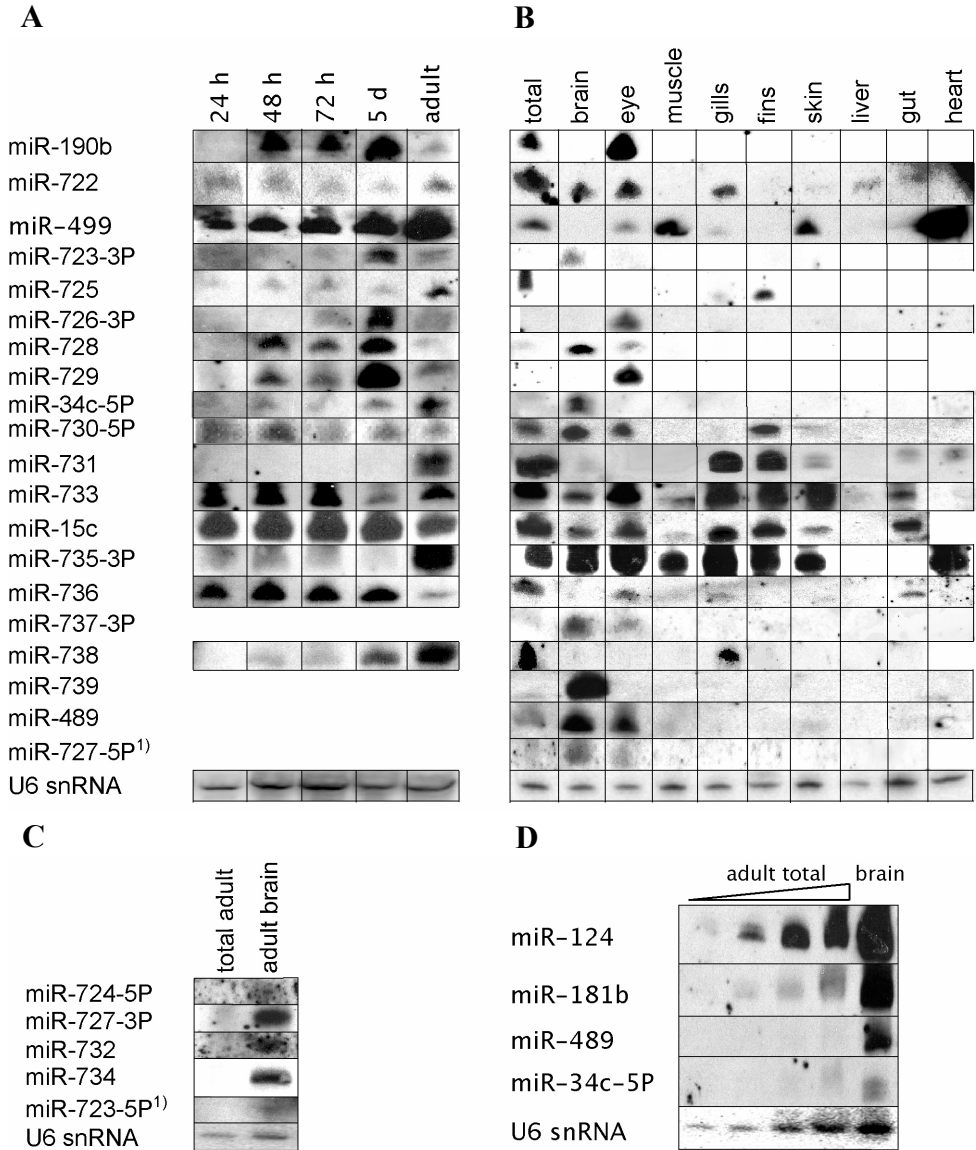 A
B
24 h
48 h
72 h
5 d
adult
total
brain
eye
muscle
gills
fins
skin
liver
gut
heart
miR-190b
miR-722
miR-499
miR-723-3P
miR-725
miR-726-3P
miR-728
miR-729
miR-34c-5P
miR-730-5P
miR-731
miR-733
miR-15c
miR-735-3P
miR-736
miR-737-3P
miR-738
miR-739
miR-489
miR-727-5P1)
U6 snRNA
C
total adult
adult brain
miR-724-5P
miR-727-3P
miR-732
miR-734
miR-723-5P1)
U6 snRNA
D
adult total
brain
miR-124
miR-181b
miR-489
miR-34c-5P
U6 snRNA